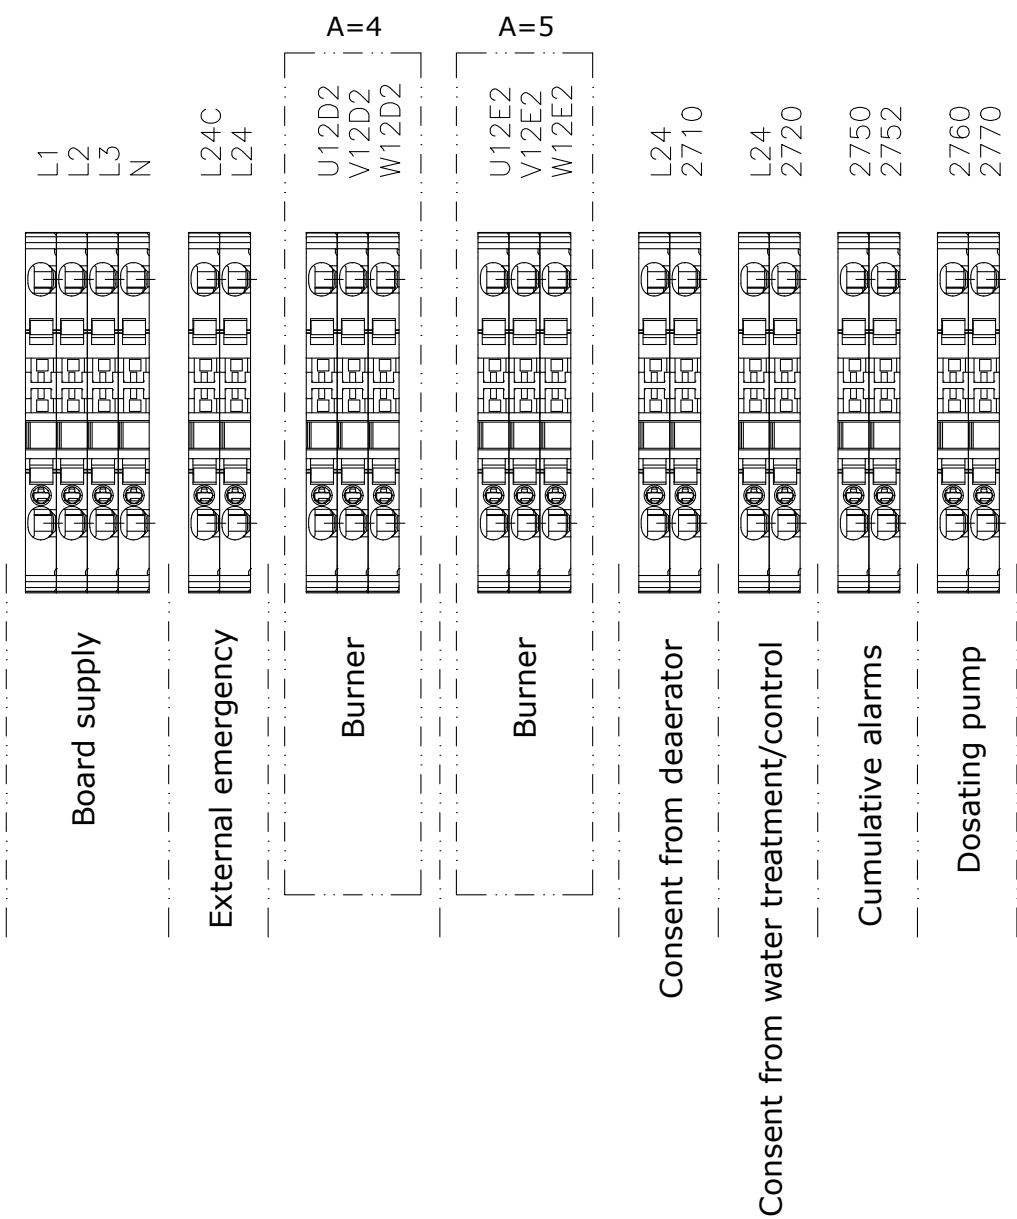 A=4
A=5
L1
L2
L3
N
L24C
L24
U12D2
V12D2
W12D2
U12E2
V12E2
W12E2
L24
2710
L24
2720
2750
2752
2760
2770
Board supply
External emergency
Burner
Burner
Consent from deaerator
Consent from water treatment/control
Cumulative alarms
Dosating pump